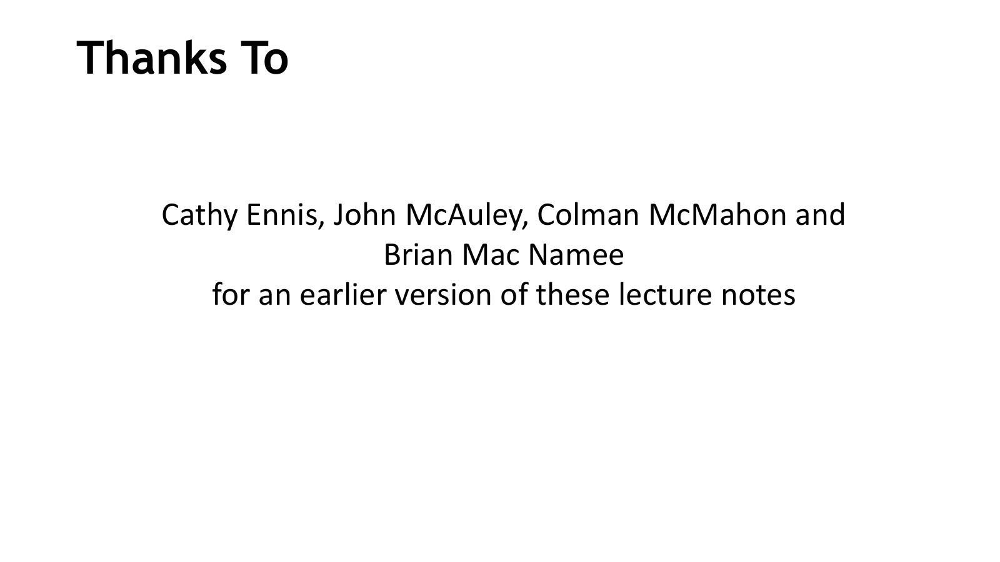 Thanks To
Cathy Ennis, John McAuley, Colman McMahon and
Brian Mac Namee
for an earlier version of these lecture notes